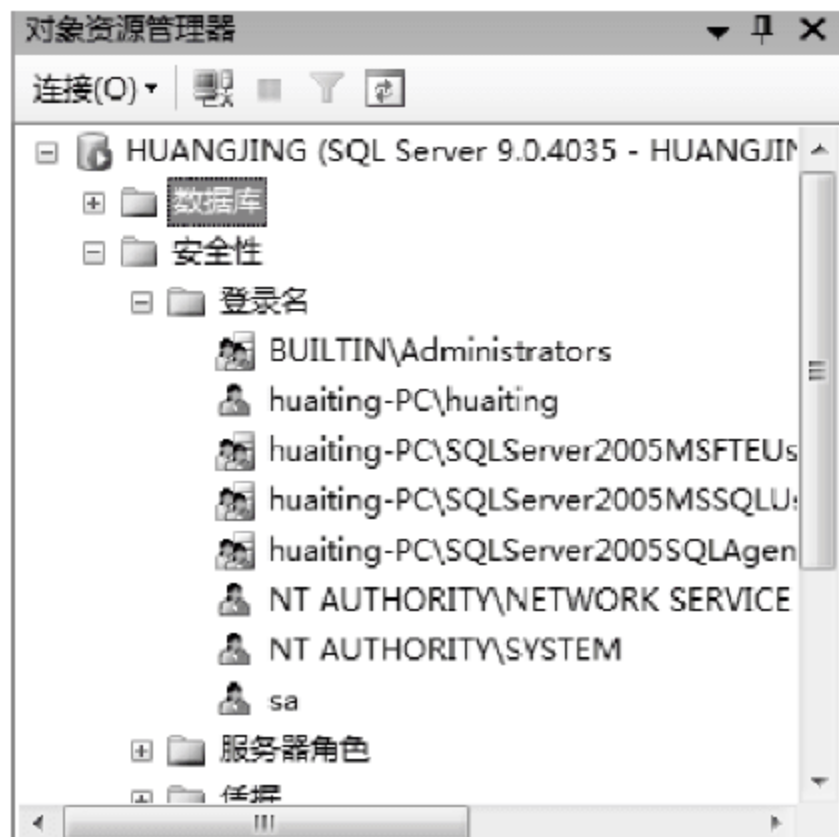 对象资源管理器
连接(O)
HUANGJING (SQL Server 9.0.4035 - HUANGJIN
数据库
安全性
登录名
BUILTIN\Administrators
huaiting-PC\huaiting
huaiting-PC\SQLServer2005MSFTEUs
huaiting-PC\SQLServer2005MSSQLU
huaiting-PC\SQLServer2005SQLAgen
NT AUTHORITY\NETWORK SERVICE
NT AUTHORITY\SYSTEM
sa
服务器角色
凭据